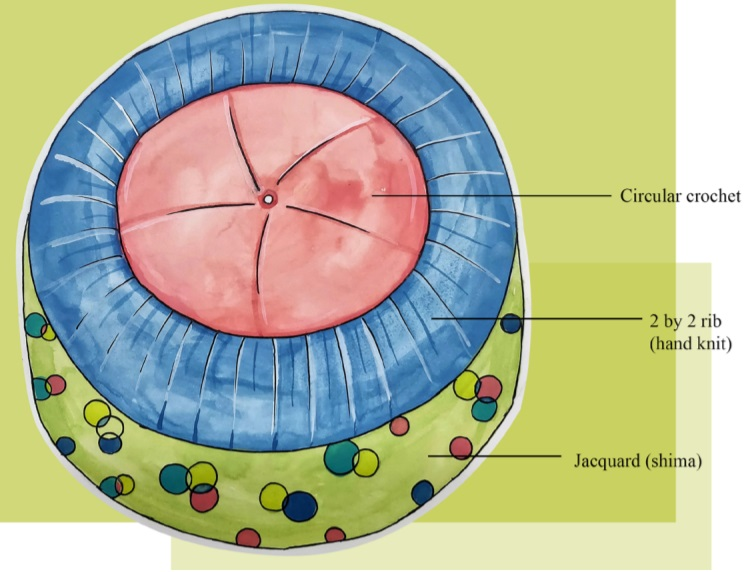 Circular crochet
2 by 2 rib
(hand knit)
Jacquard (shima)